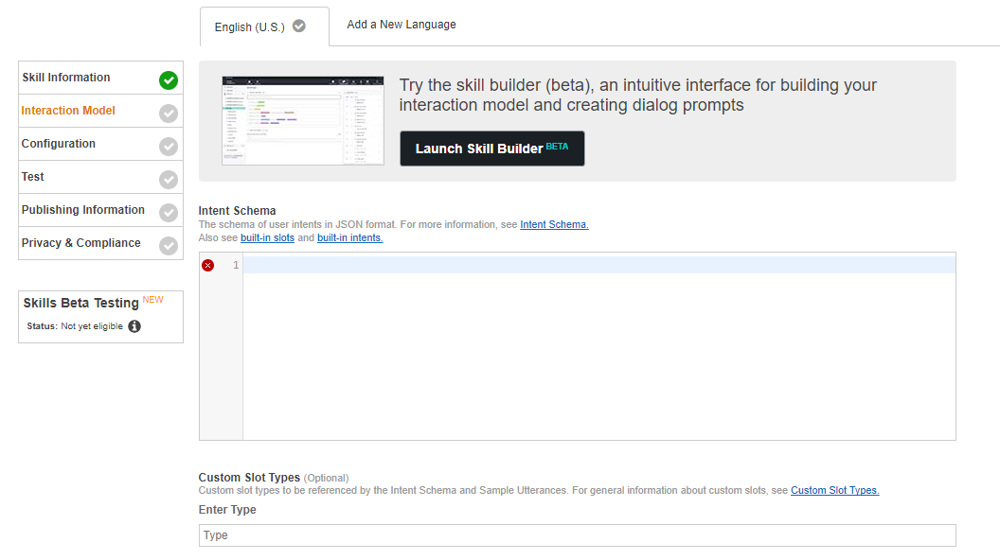 English (U.S.)
Add a New Language
Skill Information
Interaction Model
Configuration
Test
Publishing Information
Privacy & Compliance
Skills Beta Testing NEW
Status: Not yet eligible
Try the skill builder (beta), an intuitive interface for building your
interaction model and creating dialog prompts
Launch Skill Builder BETA
Intent Schema
The schema of user intents in JSON format. For more information, see Intent Schema.
Also see built-in slots and built-in intents.
1
Custom Slot Types (Optional)
Custom slot types to be referenced by the Intent Schema and Sample Utterances. For general information about custom slots, see Custom Slot Types.
Enter Type
Type